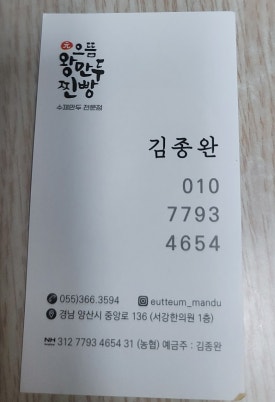 元 으뜸
왕만두
찐빵
수제만두 전문점
김종완
010
7793
4654
055)366.3594 eutteum_mandu
경남 양산시 중앙로 136 (서강한의원 1층)
NH 312 7793 4654 31 (농협) 예금주 : 김종완